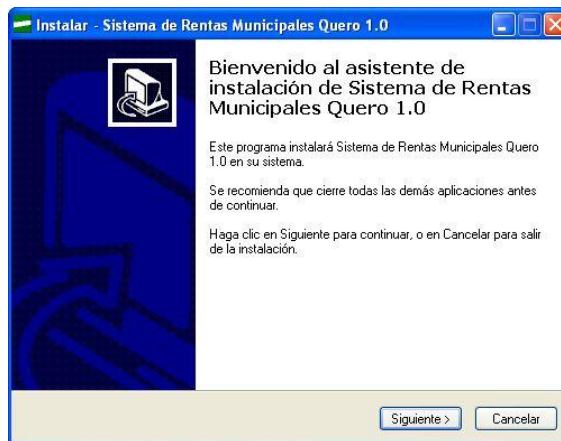 Instalar - Sistema de Rentas Municipales Quero 1.0
Bienvenido al asistente de
instalación de Sistema de Rentas
Municipales Quero 1.0
Este programa instalará Sistema de Rentas Municipales Quero
1.0 en su sistema.
Se recomienda que cierre todas las demás aplicaciones antes
de continuar.
Haga clic en Siguiente para continuar, o en Cancelar para salir
de la instalación.
Siguiente >
Cancelar